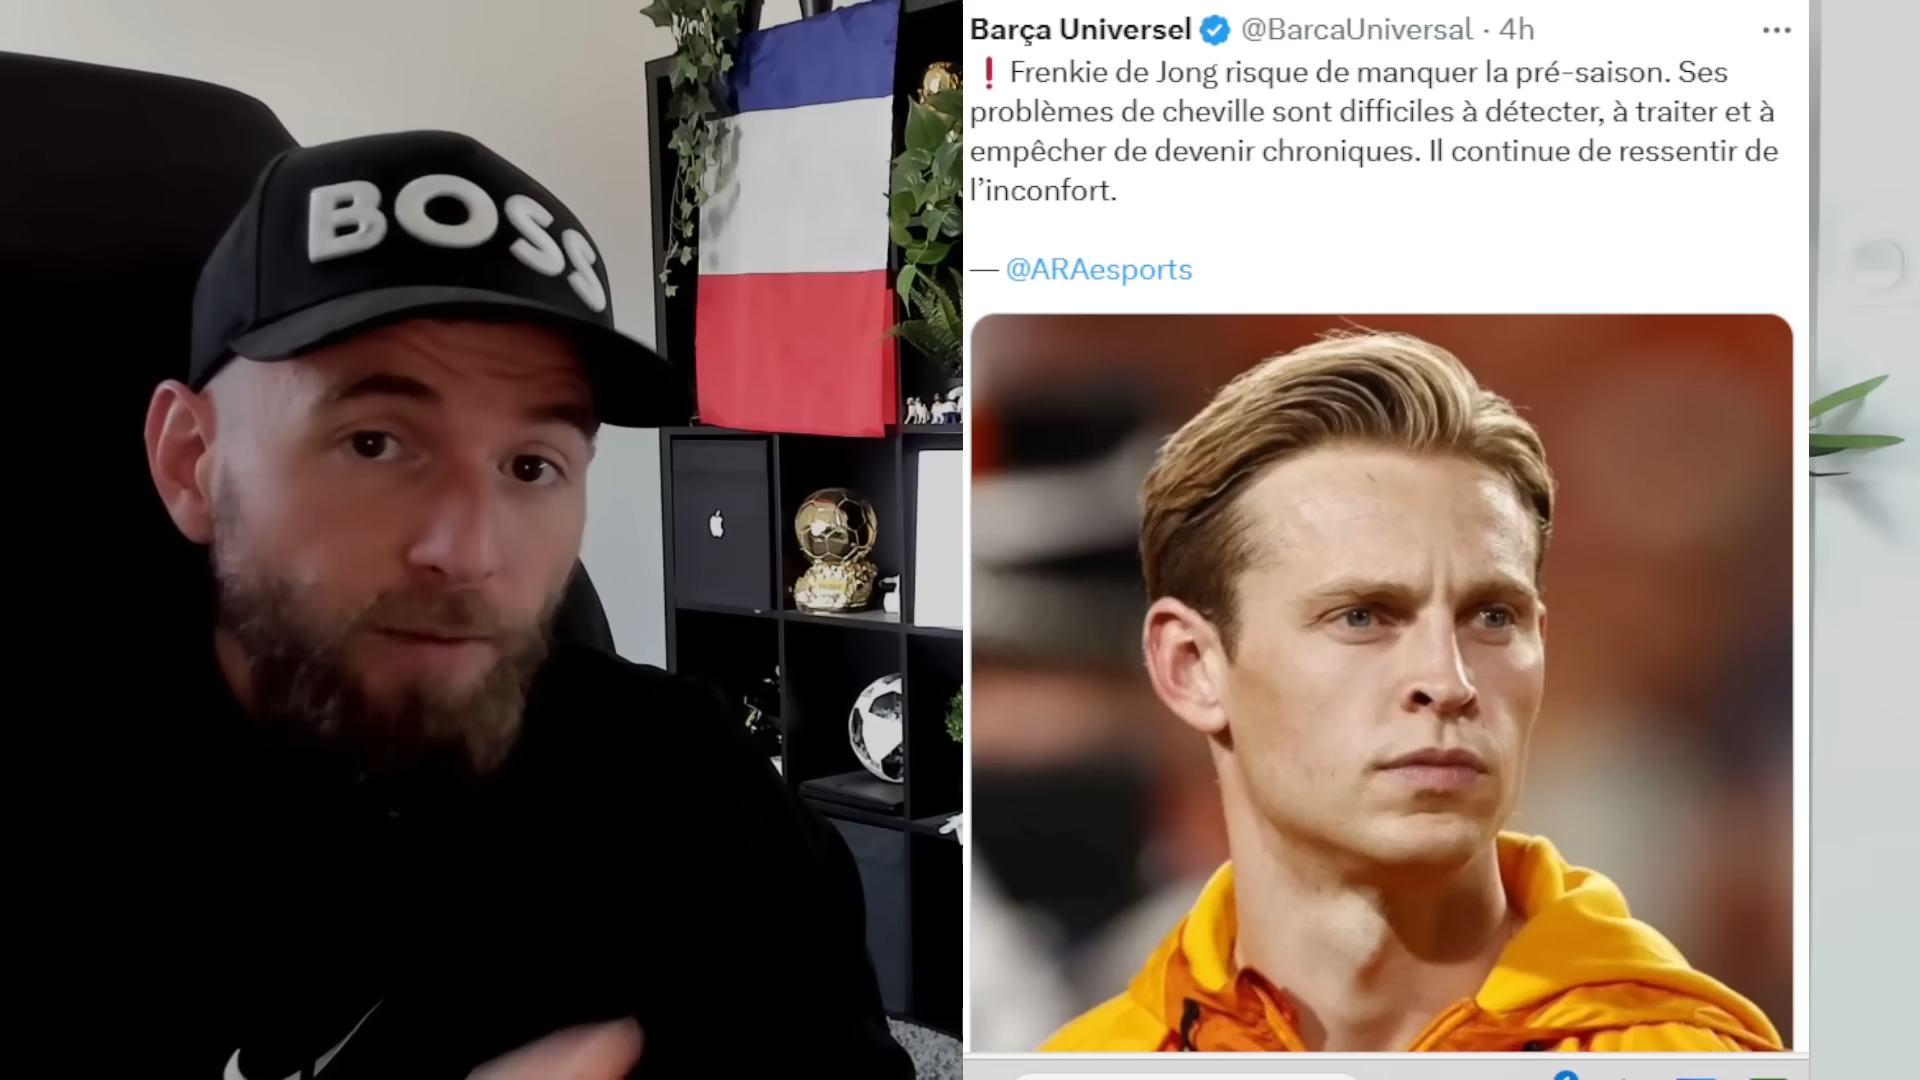 BOSS
Barça Universel @BarcaUniversal · 4h
❗ Frenkie de Jong risque de manquer la pré-saison. Ses
problèmes de cheville sont difficiles à détecter, à traiter et à
empêcher de devenir chroniques. Il continue de ressentir de
l’inconfort.
— @ARAesports